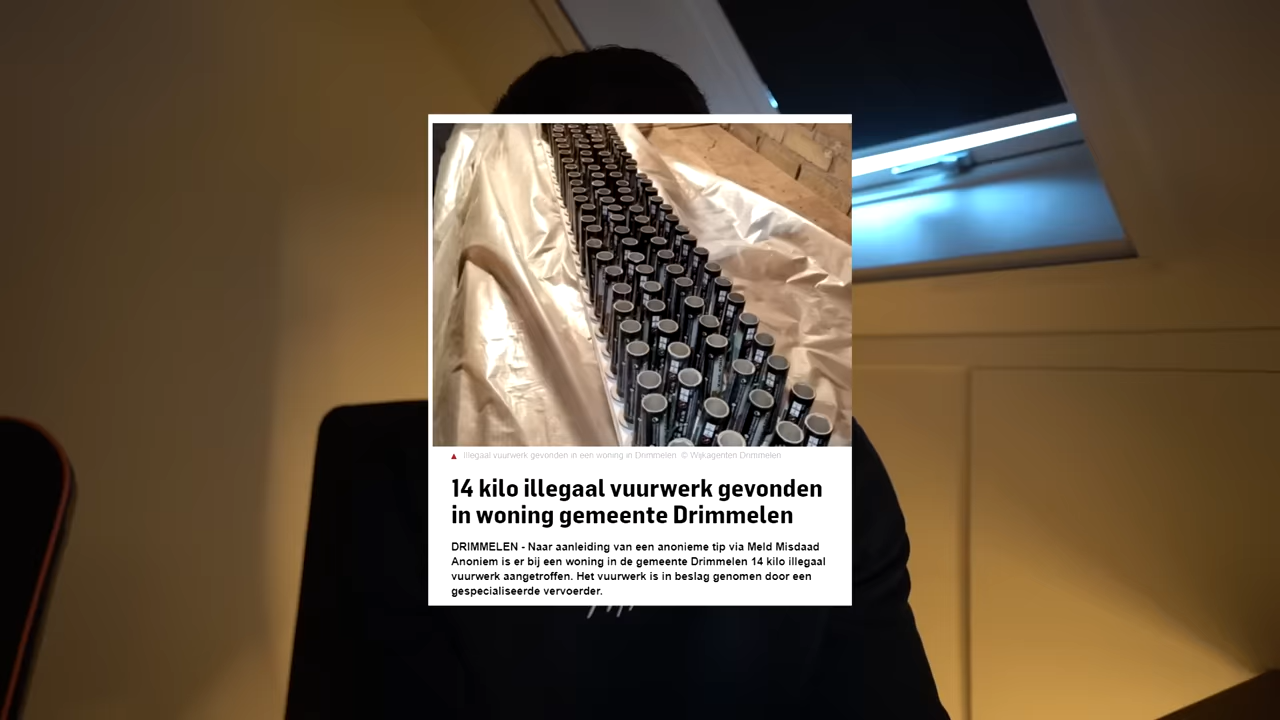 Illegaal vuurwerk gevonden in een woning in Drimmelen © Wijkagenten Drimmelen
14 kilo illegaal vuurwerk gevonden
in woning gemeente Drimmelen
DRIMMELEN - Naar aanleiding van een anonieme tip via Meld Misdaad
Anoniem is er bij een woning in de gemeente Drimmelen 14 kilo illegaal
vuurwerk aangetroffen. Het vuurwerk is in beslag genomen door een
gespecialiseerde vervoerder.